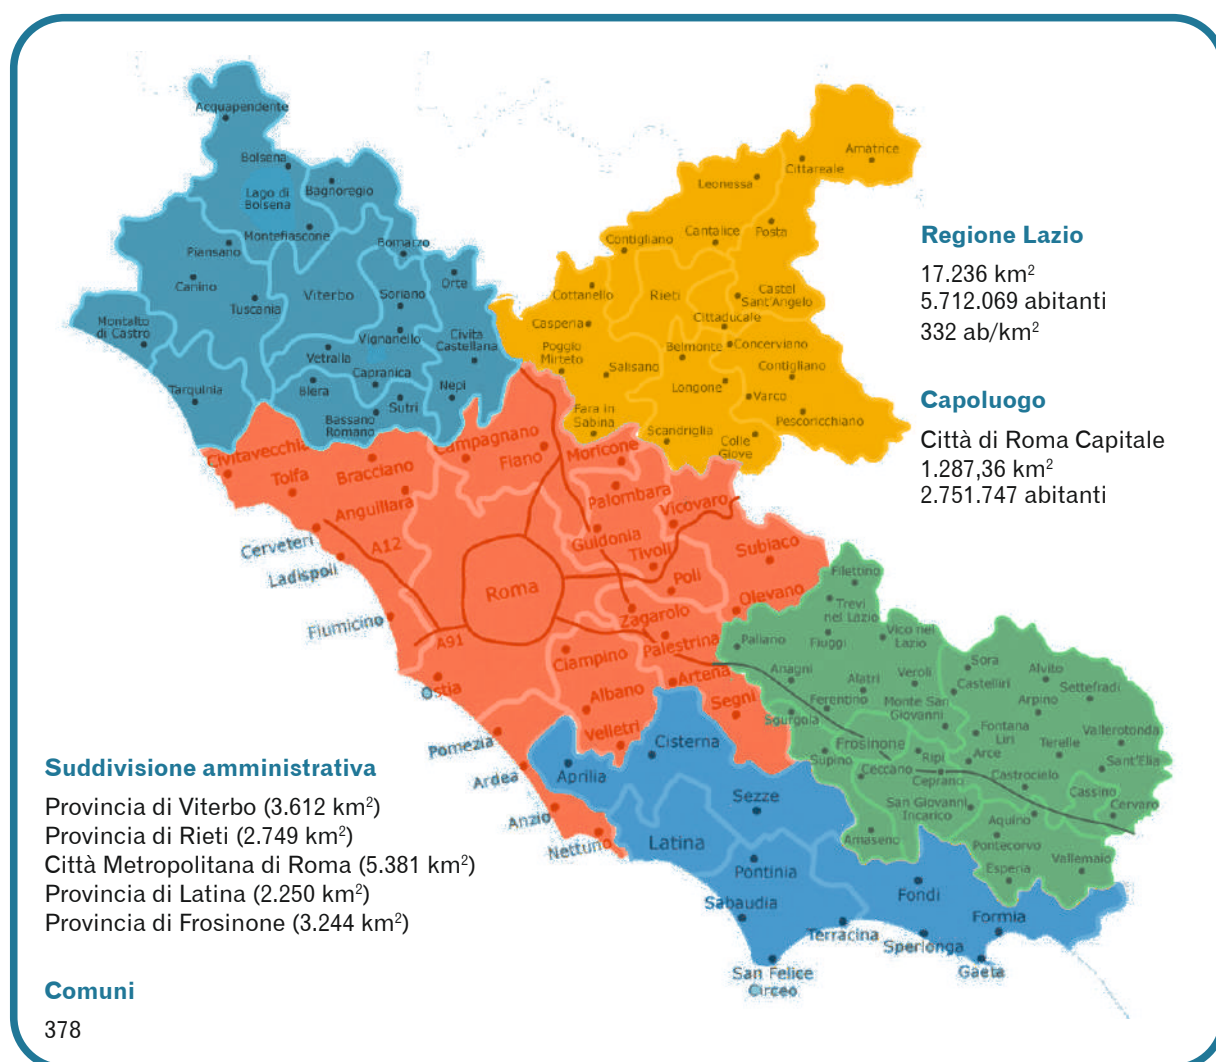 Acquapendente
Bolsena
Lago di
Bolsena
Bagnoregio
Montefiascone
Piansano
Bomarzo
Canino
Tuscania
Viterbo
Soriano
Orte
Montalto
di Castro
Vignanello
Civita
Castellana
Vetralla
Capranica
Tarquinia
Blera
Sutri
Nepi
Bassano
Romano
Amatrice
Cittareale
Leonessa
Posta
Cantalice
Contigliano
Cottanello
Rieti
Castel
Sant'Angelo
Cittaducale
Casperia
Poggio
Mirteto
Belmonte
Concerviano
Salisano
Longone
Contigliano
Varco
Pescoricchiano
Fara in
Sabina
Scandriglia
Colle
Giove
Regione Lazio
17.236 km²
5.712.069 abitanti
332 ab/km²
Capoluogo
Città di Roma Capitale
1.287,36 km²
2.751.747 abitanti
Civitavecchia
Tolfa
Bracciano
Campagnano
Fiano
Moricone
Anguillara
Palombara
Vicovaro
Cerveteri
A12
Guidonia
Tivoli
Subiaco
Ladispoli
Roma
Poli
Olevano
Fiumicino
Zagarolo
A91
Ciampino
Palestrina
Ostia
Albano
Artena
Segni
Pomezia
Velletri
Ardea
Anzio
Nettuno
Filettino
Trevi
nel Lazio
Fiuggi
Vico nel
Lazio
Paliano
Anagni
Alatri
Veroli
Sora
Castelliri
Alvito
Settefradi
Ferentino
Monte San
Giovanni
Arpino
Sgurgola
Frosinone
Fontana
Liri
Vallerotonda
Supino
Ripi
Arce
Terelle
Sant'Elia
Ceccano
Ceprano
Castrocielo
Cassino
Cervaro
San Giovanni
Incarico
Aquino
Amaseno
Pontecorvo
Esperia
Vallemaio
Cisterna
Aprilia
Sezze
Latina
Pontinia
Sabaudia
Fondi
Terracina
Sperlonga
Formia
San Felice
Circeo
Gaeta
Suddivisione amministrativa
Provincia di Viterbo (3.612 km²)
Provincia di Rieti (2.749 km²)
Città Metropolitana di Roma (5.381 km²)
Provincia di Latina (2.250 km²)
Provincia di Frosinone (3.244 km²)
Comuni
378